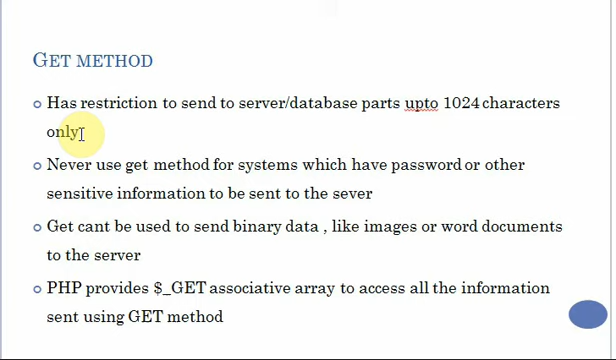 GET METHOD
Has restriction to send to server/database parts upto 1024 characters
only
Never use get method for systems which have password or other
sensitive information to be sent to the sever
Get cant be used to send binary data , like images or word documents
to the server
PHP provides $_GET associative array to access all the information
sent using GET method